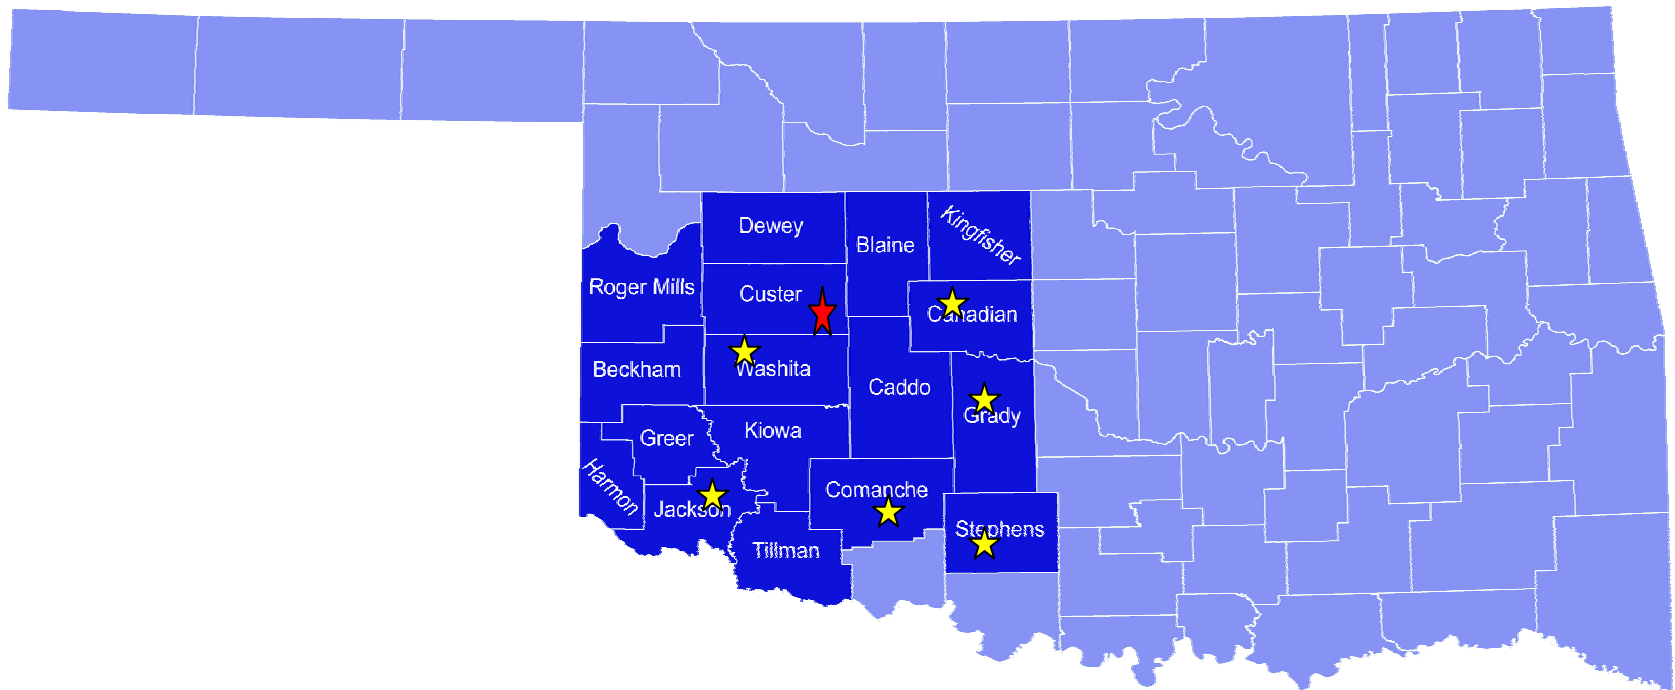 Dewey
Blaine
Kingfisher
Roger Mills
Custer
Canadian
Beckham
Washita
Caddo
Grady
Greer
Kiowa
Harmon
Jackson
Comanche
Stephens
Tillman